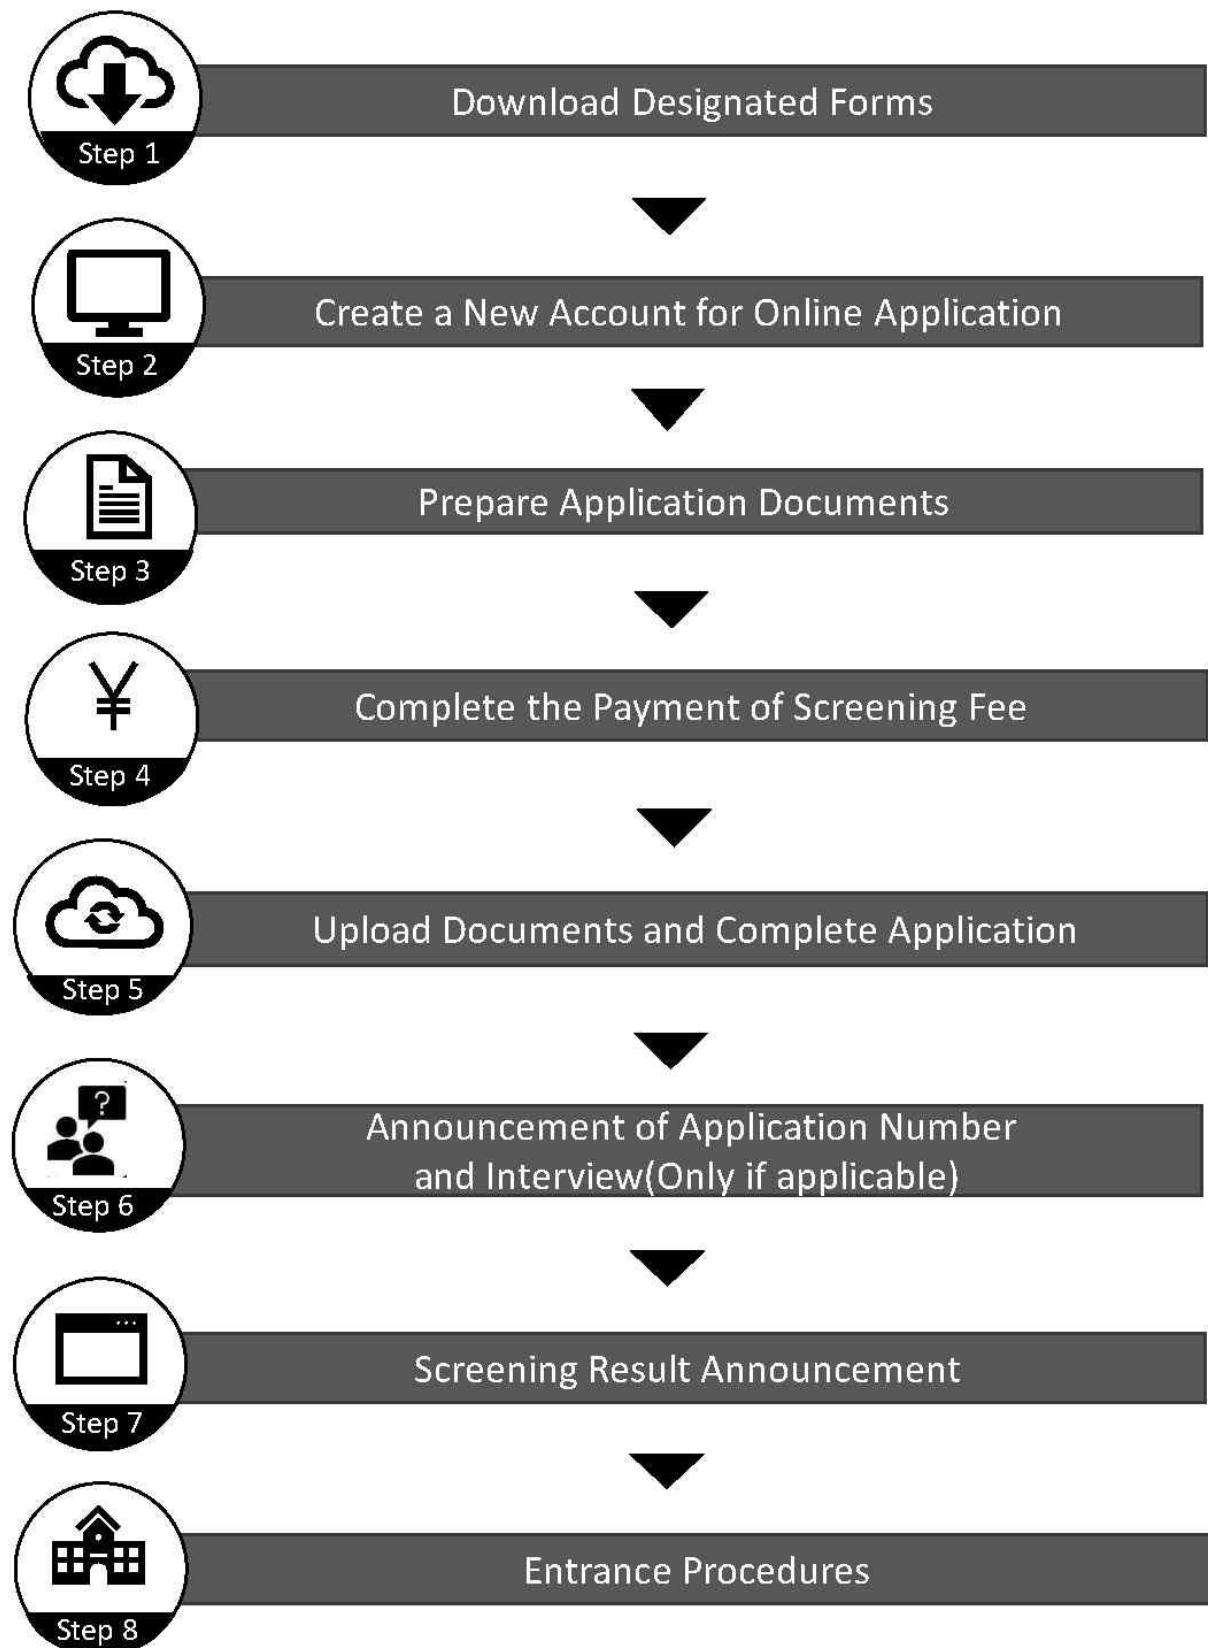 Download Designated Forms
Step 1
Create a New Account for Online Application
Step 2
Prepare Application Documents
Step 3
¥
Complete the Payment of Screening Fee
Step 4
Upload Documents and Complete Application
Step 5
?
Announcement of Application Number
and Interview(Only if applicable)
Step 6
Screening Result Announcement
Step 7
Entrance Procedures
Step 8